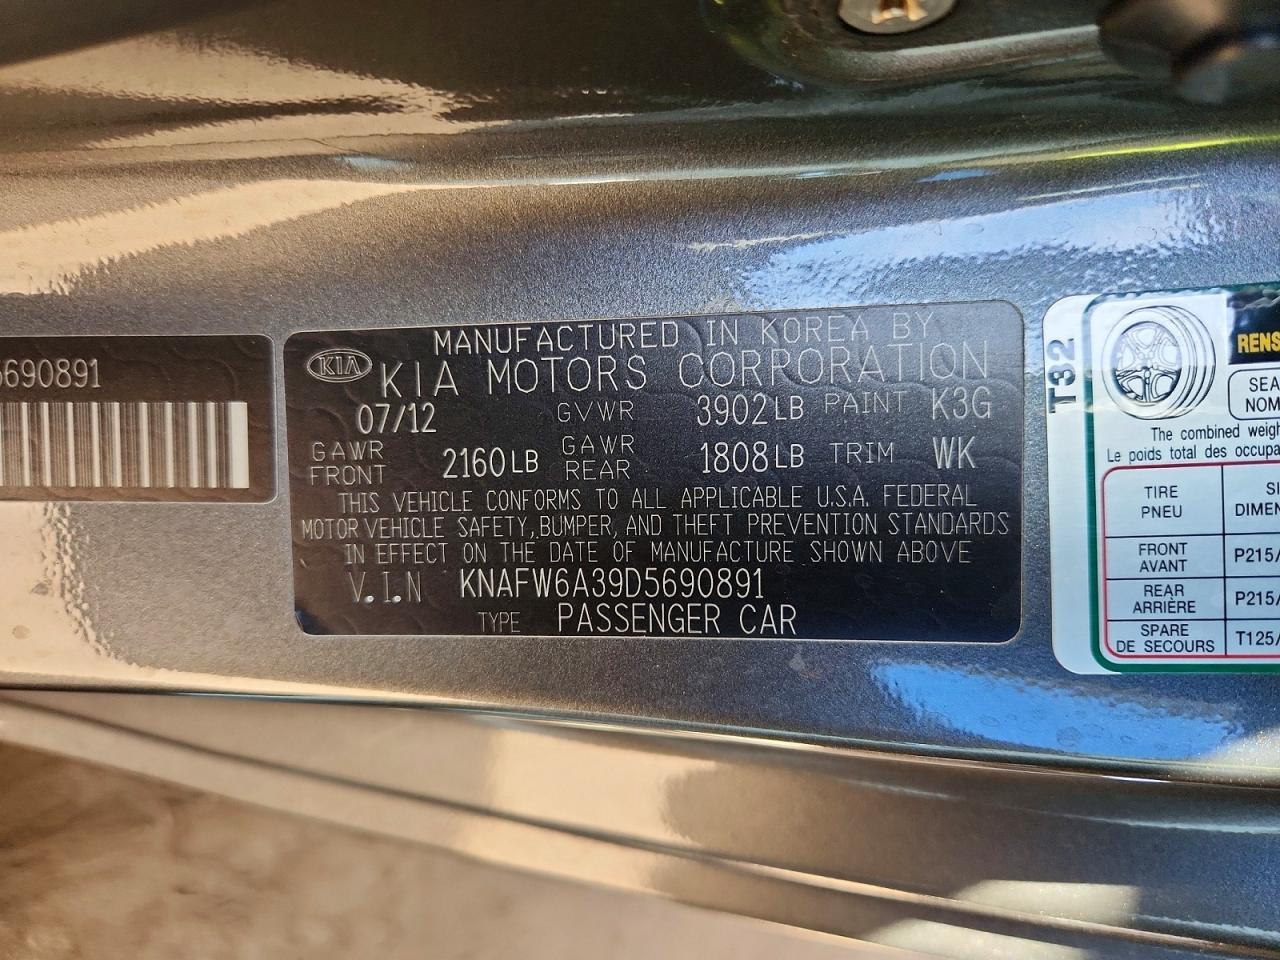 5690891
MANUFACTURED IN KOREA BY
KIA KIA MOTORS CORPORATION
07/12 GVWR 3902LB PAINT K3G
GAWR FRONT 2160LB GAWR REAR 1808LB TRIM WK
THIS VEHICLE CONFORMS TO ALL APPLICABLE U.S.A. FEDERAL
MOTOR VEHICLE SAFETY, BUMPER, AND THEFT PREVENTION STANDARDS
IN EFFECT ON THE DATE OF MANUFACTURE SHOWN ABOVE
V.I.N KNAFW6A39D5690891
TYPE PASSENGER CAR
T32
RENS
SEA
NOM
The combined weigh
Le poids total des occupa
TIRE SI
PNEU DIMEN
FRONT
AVANT P215/
REAR
ARRIÈRE P215/
SPARE
DE SECOURS T125/